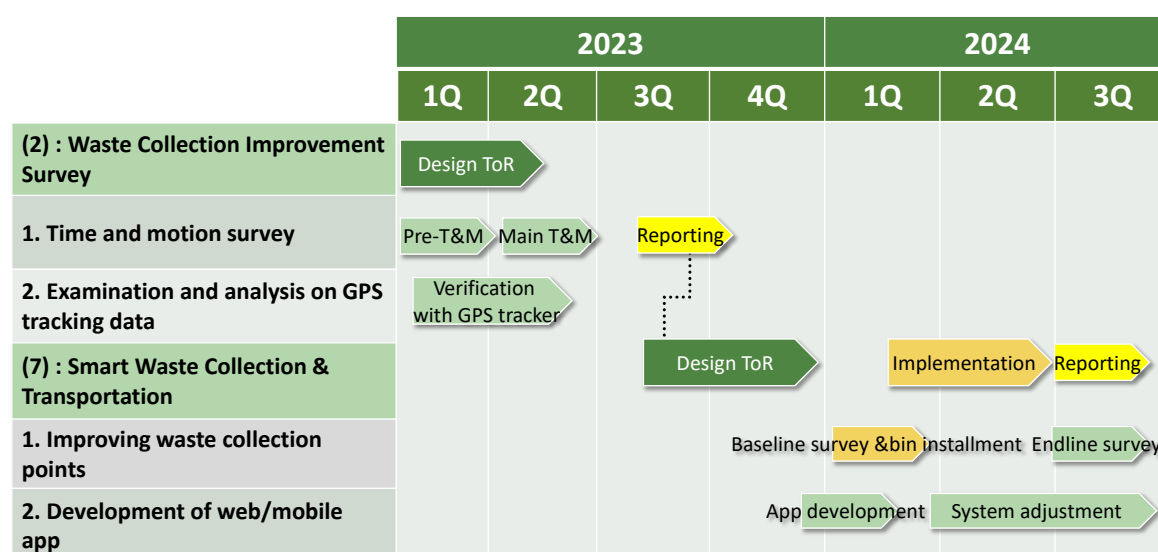 2023 2024
1Q 2Q 3Q 4Q 1Q 2Q 3Q
(2) : Waste Collection Improvement
Survey
Design ToR
1. Time and motion survey
Pre-T&M Main T&M Reporting
2. Examination and analysis on GPS
tracking data
Verification
with GPS tracker
(7) : Smart Waste Collection &
Transportation
Design ToR Implementation Reporting
1. Improving waste collection
points
Baseline survey &bin installment Endline survey
2. Development of web/mobile
app
App development System adjustment